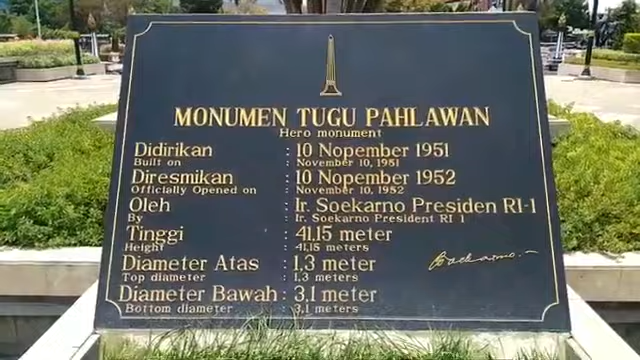 MONUMEN TUGU PAHLAWAN
Hero monument
Didirikan : 10 Nopember 1951
Built on : November 10, 1951
Diresmikan : 10 Nopember 1952
Officially Opened on : November 10, 1952
Oleh : Ir. Soekarno Presiden RI-1
By : Ir. Soekarno President RI 1
Tinggi : 41,15 meter
Height : 41,15 meters
Diameter Atas : 1,3 meter
Top diameter : 1,3 meters
Diameter Bawah : 3,1 meter
Bottom diameter : 3,1 meters
Soekarno